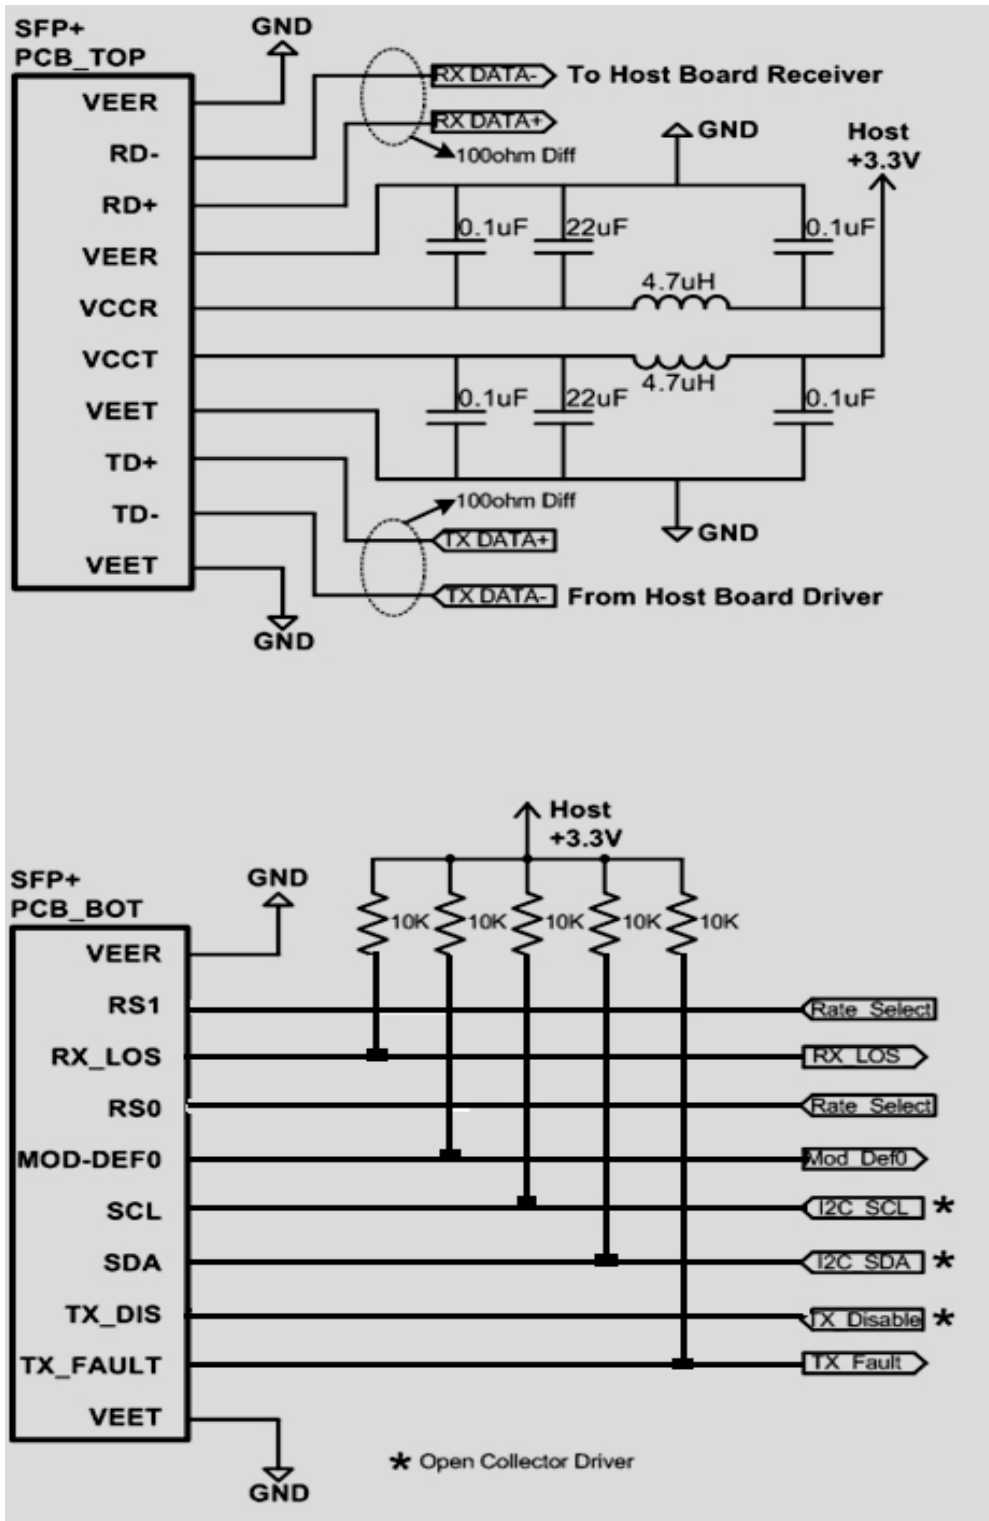 SFP+
PCB_TOP
GND
VEER
RD-
RD+
VEER
VCCR
VCCT
VEET
TD+
TD-
VEET
RX DATA- To Host Board Receiver
RX DATA+
100ohm Diff
GND
Host
+3.3V
0.1uF 22uF 0.1uF
4.7uH
4.7uH
0.1uF 22uF 0.1uF
100ohm Diff
TX DATA+
GND
TX DATA- From Host Board Driver
GND
Host
+3.3V
SFP+
PCB_BOT
GND
10K 10K 10K 10K 10K
VEER
RS1
RX_LOS
RS0
MOD-DEF0
SCL
SDA
TX_DIS
TX_FAULT
VEET
Rate Select
RX_LOS
Rate Select
Mod Def0
I2C SCL *
I2C SDA *
TX Disable *
TX Fault
GND
* Open Collector Driver